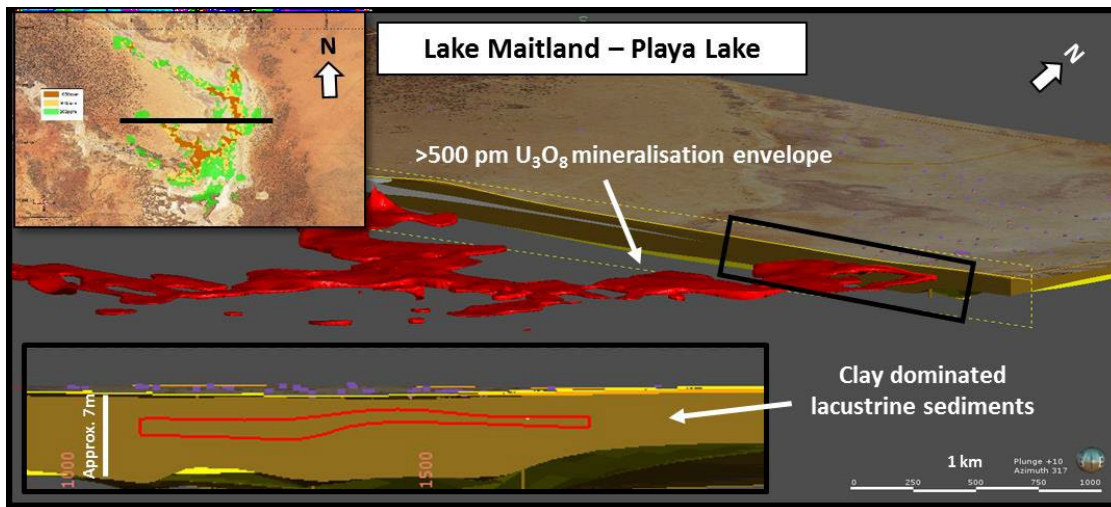 Lake Maitland – Playa Lake
N
N
>500 pm U₃O₈ mineralisation envelope
Clay dominated
lacustrine sediments
Approx. 7m
1000
1500
1 km
Plunge +10
Azimuth 317
0 250 500 750 1000